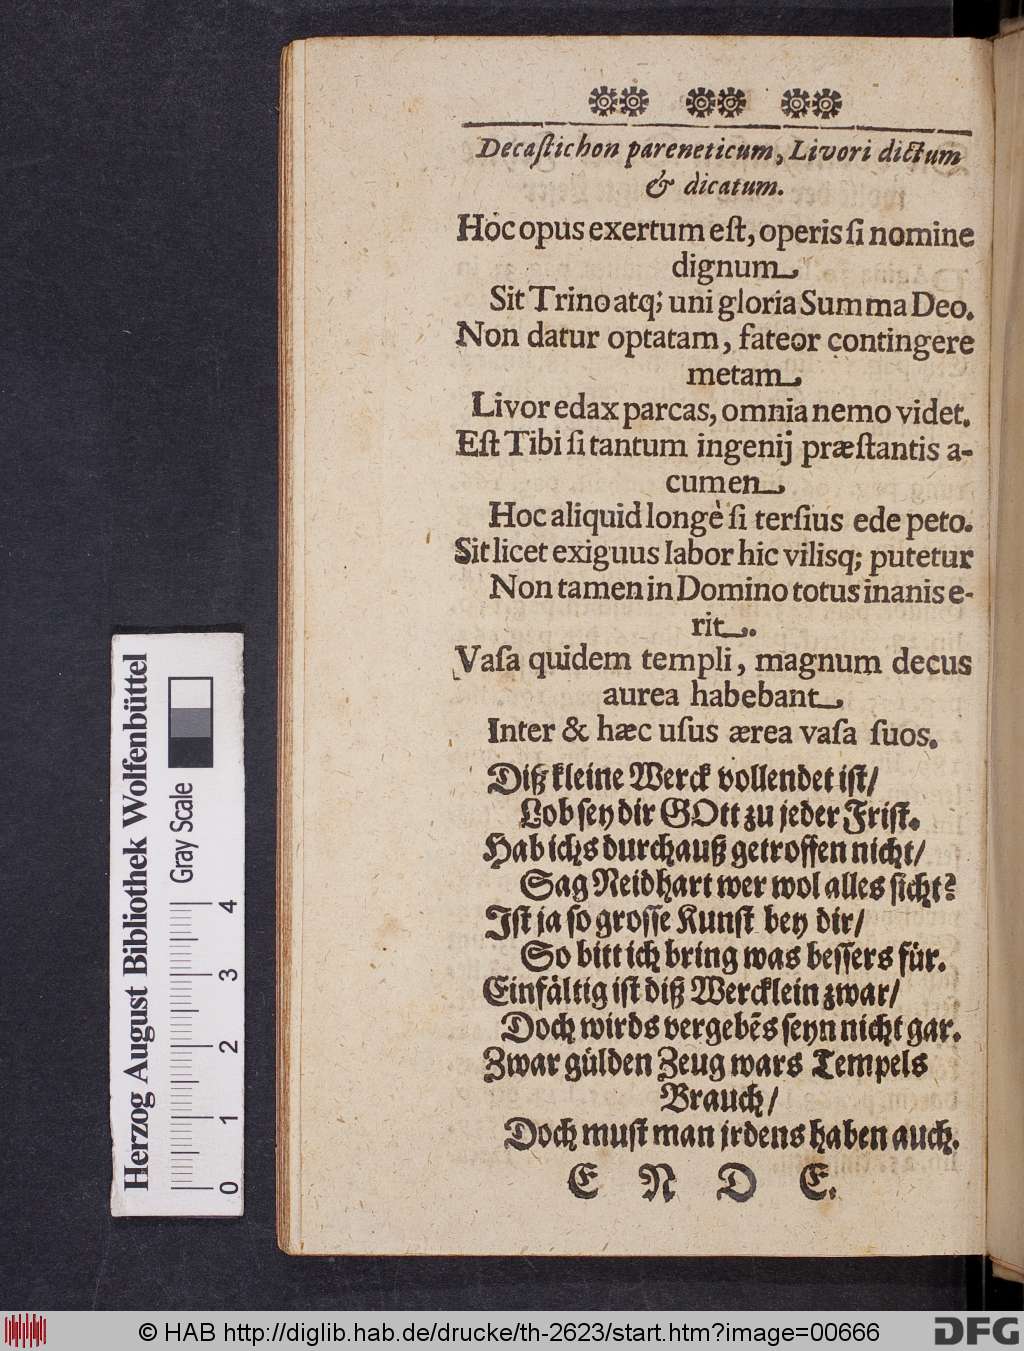 Decaſtichon pareneticum, Livori dictum
& dicatum.
Hoc opus exertum eſt, operis ſi nomine
dignum
Sit Trino atq; uni gloria Summa Deo.
Non datur optatam, fateor contingere
metam
Livor edax parcas, omnia nemo videt.
Eſt Tibi ſi tantum ingenij præſtantis a-
cumen
Hoc aliquid longè ſi terſius ede peto.
Sit licet exiguus labor hic vilisq; putetur
Non tamen in Domino totus inanis e-
rit.
Vaſa quidem templi, magnum decus
aurea habebant
Inter & hæc uſus ærea vaſa ſuos.
Diß kleine Werck vollendet iſt/
Lob ſey dir GOtt zu jeder Friſt.
Hab ichs durchauß getroffen nicht/
Sag Neidhart wer wol alles ſicht?
Iſt ja ſo groſſe Kunſt bey dir/
So bitt ich bring was beſſers für.
Einfältig iſt diß Wercklein zwar/
Doch wirds vergebēs ſeyn nicht gar.
Zwar gülden Zeug wars Tempels
Brauch/
Doch muſt man jrdens haben auch.
E N D E.
Herzog August Bibliothek Wolfenbüttel
Gray Scale
0 1 2 3 4
© HAB http://diglib.hab.de/drucke/th-2623/start.htm?image=00666
DFG